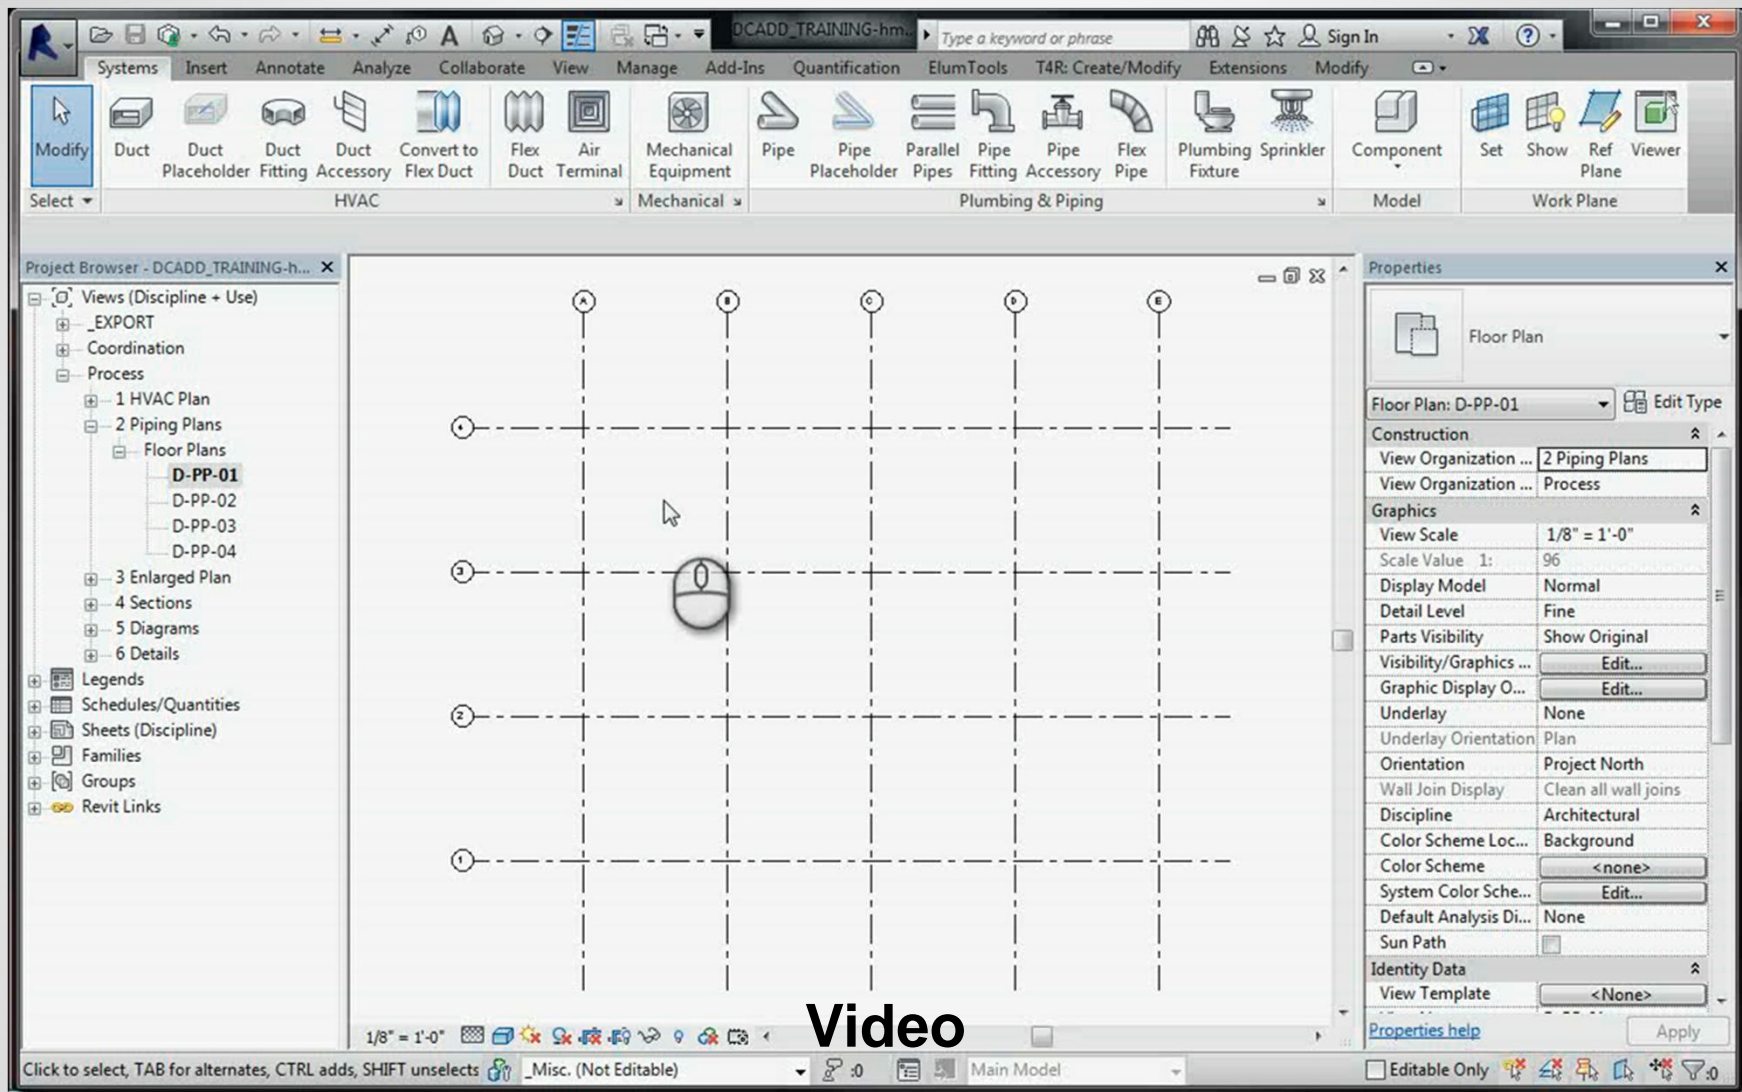 DCADD_TRAINING-hm...
Type a keyword or phrase
Sign In
Systems Insert Annotate Analyze Collaborate View Manage Add-Ins Quantification ElumTools T4R: Create/Modify Extensions Modify
Modify
Duct
Duct Placeholder
Duct Fitting
Duct Accessory
Convert to Flex Duct
Flex Duct
Air Terminal
Mechanical Equipment
Pipe
Pipe Placeholder
Parallel Pipes
Pipe Fitting
Pipe Accessory
Flex Pipe
Plumbing Fixture
Sprinkler
Component
Set
Show
Ref Plane
Viewer
Select HVAC Mechanical Plumbing & Piping Model Work Plane
Project Browser - DCADD_TRAINING-h...
Views (Discipline + Use)
_EXPORT
Coordination
Process
1 HVAC Plan
2 Piping Plans
Floor Plans
D-PP-01
D-PP-02
D-PP-03
D-PP-04
3 Enlarged Plan
4 Sections
5 Diagrams
6 Details
Legends
Schedules/Quantities
Sheets (Discipline)
Families
Groups
Revit Links
A B C D E
4
3
2
1
Properties
Floor Plan
Floor Plan: D-PP-01 Edit Type
Construction
View Organization ... 2 Piping Plans
View Organization ... Process
Graphics
View Scale 1/8" = 1'-0"
Scale Value 1: 96
Display Model Normal
Detail Level Fine
Parts Visibility Show Original
Visibility/Graphics ... Edit...
Graphic Display O... Edit...
Underlay None
Underlay Orientation Plan
Orientation Project North
Wall Join Display Clean all wall joins
Discipline Architectural
Color Scheme Loc... Background
Color Scheme <none>
System Color Sche... Edit...
Default Analysis Di... None
Sun Path
Identity Data
View Template <None>
Properties help Apply
1/8" = 1'-0"
Video
Click to select, TAB for alternates, CTRL adds, SHIFT unselects _Misc. (Not Editable) :0 Main Model Editable Only :0